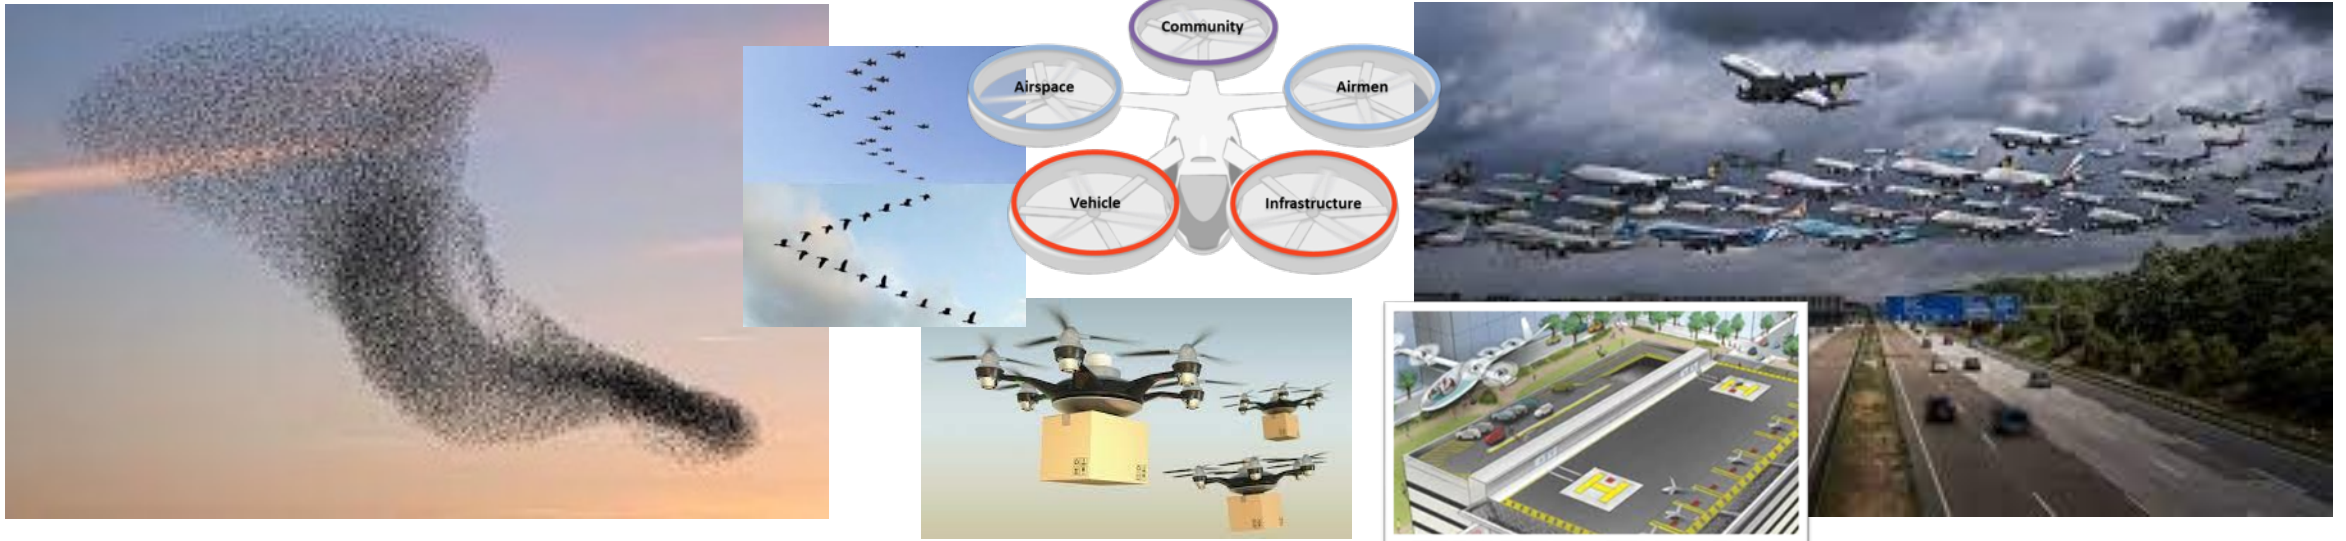 Community
Airspace
Airmen
Vehicle
Infrastructure
H
H